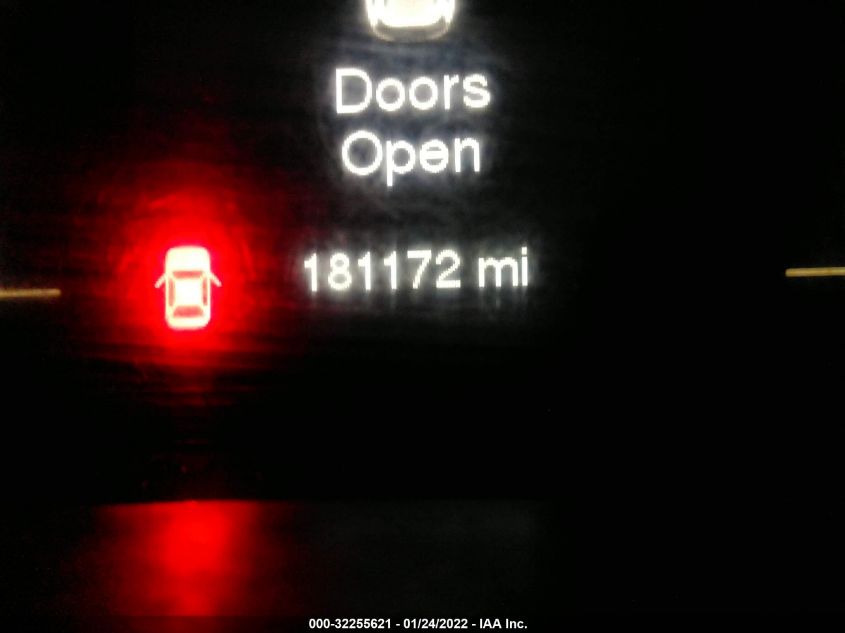 Doors
Open
181172 mi
000-32255621 - 01/24/2022 - IAA Inc.